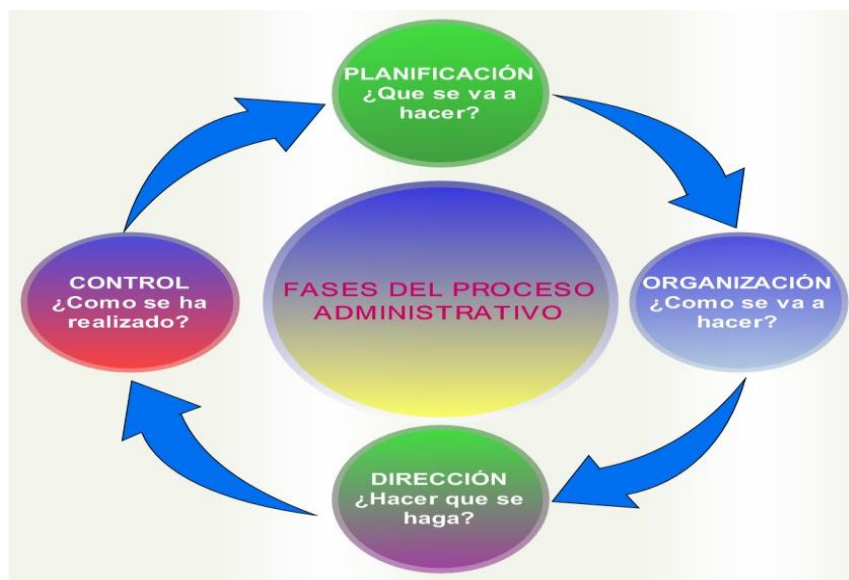 PLANIFICACIÓN
¿Que se va a
hacer?
CONTROL
¿Como se ha
realizado?
FASES DEL PROCESO
ADMINISTRATIVO
ORGANIZACIÓN
¿Como se va a
hacer?
DIRECCIÓN
¿Hacer que se
haga?